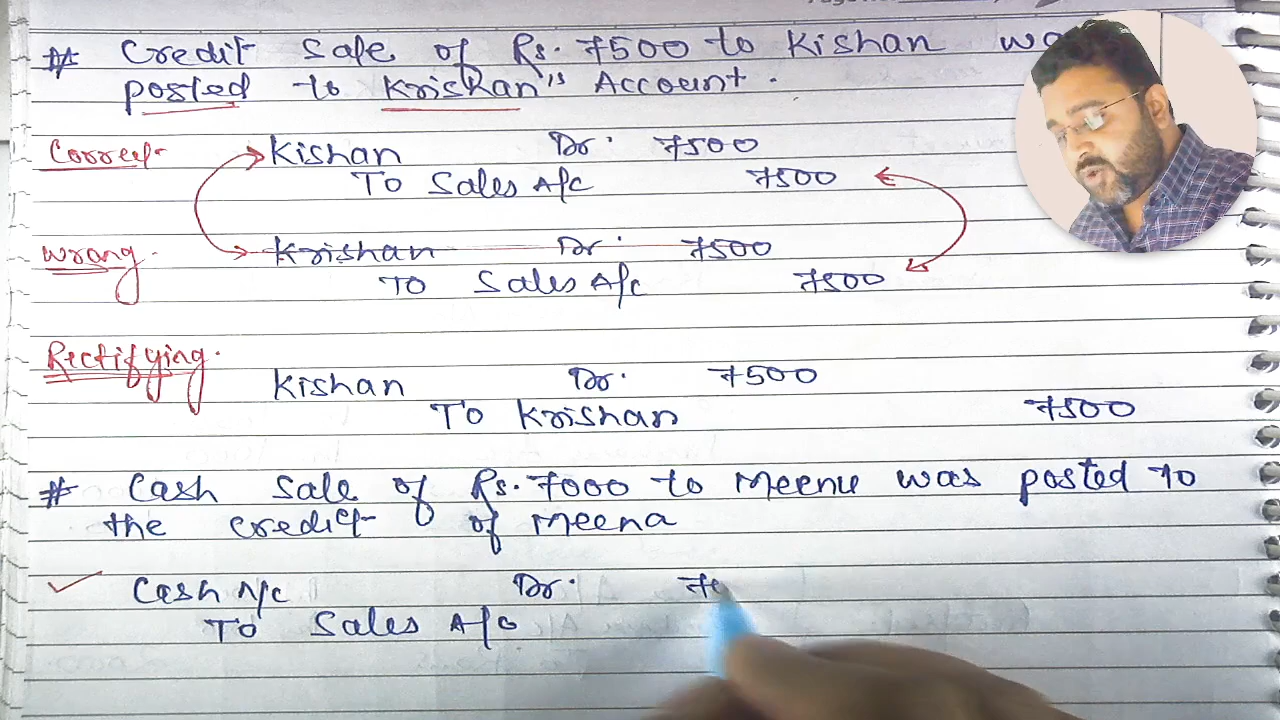 # Credit Sale of Rs. 7500 to Kishan
posted to Krishan's Account.
Correct Kishan Dr. 7500
To Sales A/c 7500
Wrong. Krishan Dr. 7500
To Sales A/c 7500
Rectifying. Kishan Dr. 7500
To Krishan 7500
# Cash Sale of Rs. 7000 to Meenu was posted to
the credit of Meena
Cash A/c Dr.
To Sales A/c